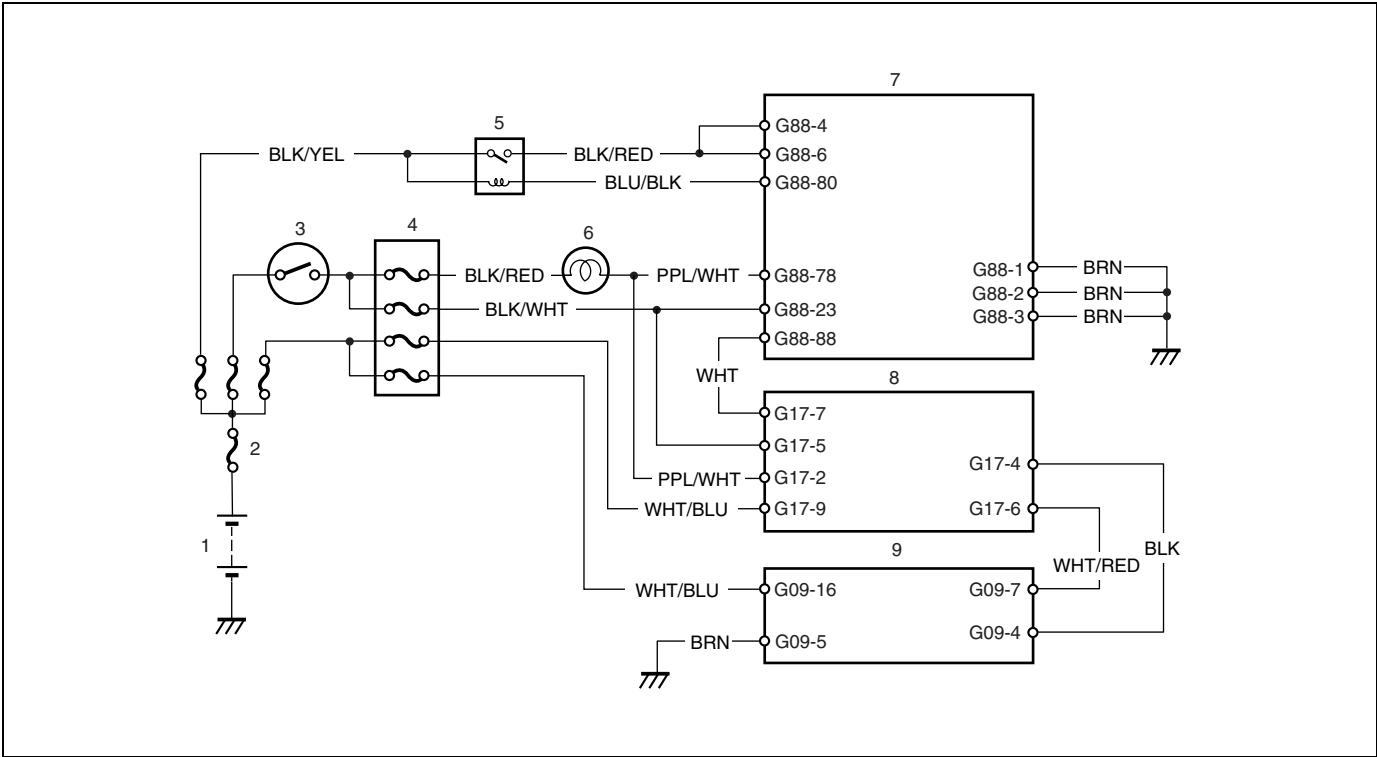 7
5
G88-4
BLK/YEL
BLK/RED
G88-6
BLU/BLK
G88-80
3
4
6
BLK/RED
PPL/WHT
G88-78
G88-1
BRN
BLK/WHT
G88-23
G88-2
BRN
G88-88
G88-3
BRN
WHT
8
G17-7
2
G17-5
PPL/WHT
G17-2
G17-4
WHT/BLU
G17-9
G17-6
1
9
BLK
WHT/RED
WHT/BLU
G09-16
G09-7
BRN
G09-5
G09-4